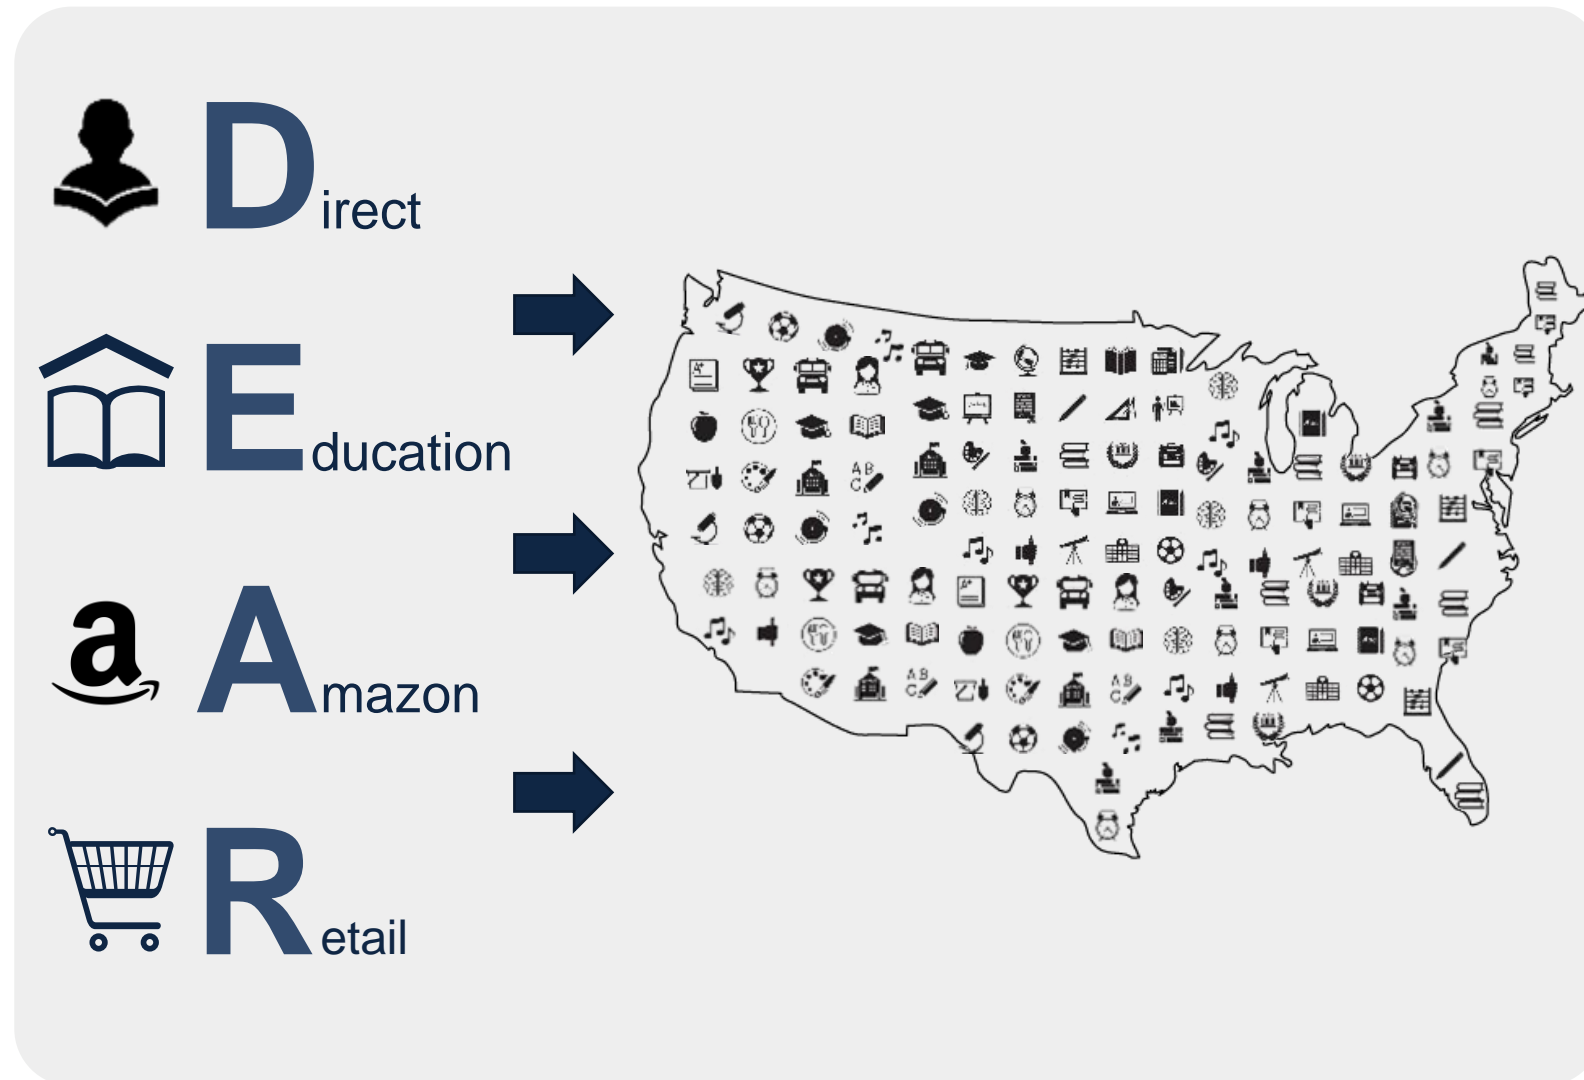 Direct
Education
a Amazon
Retail
A+
A+
A B
C
A B
C
A+
A B
C